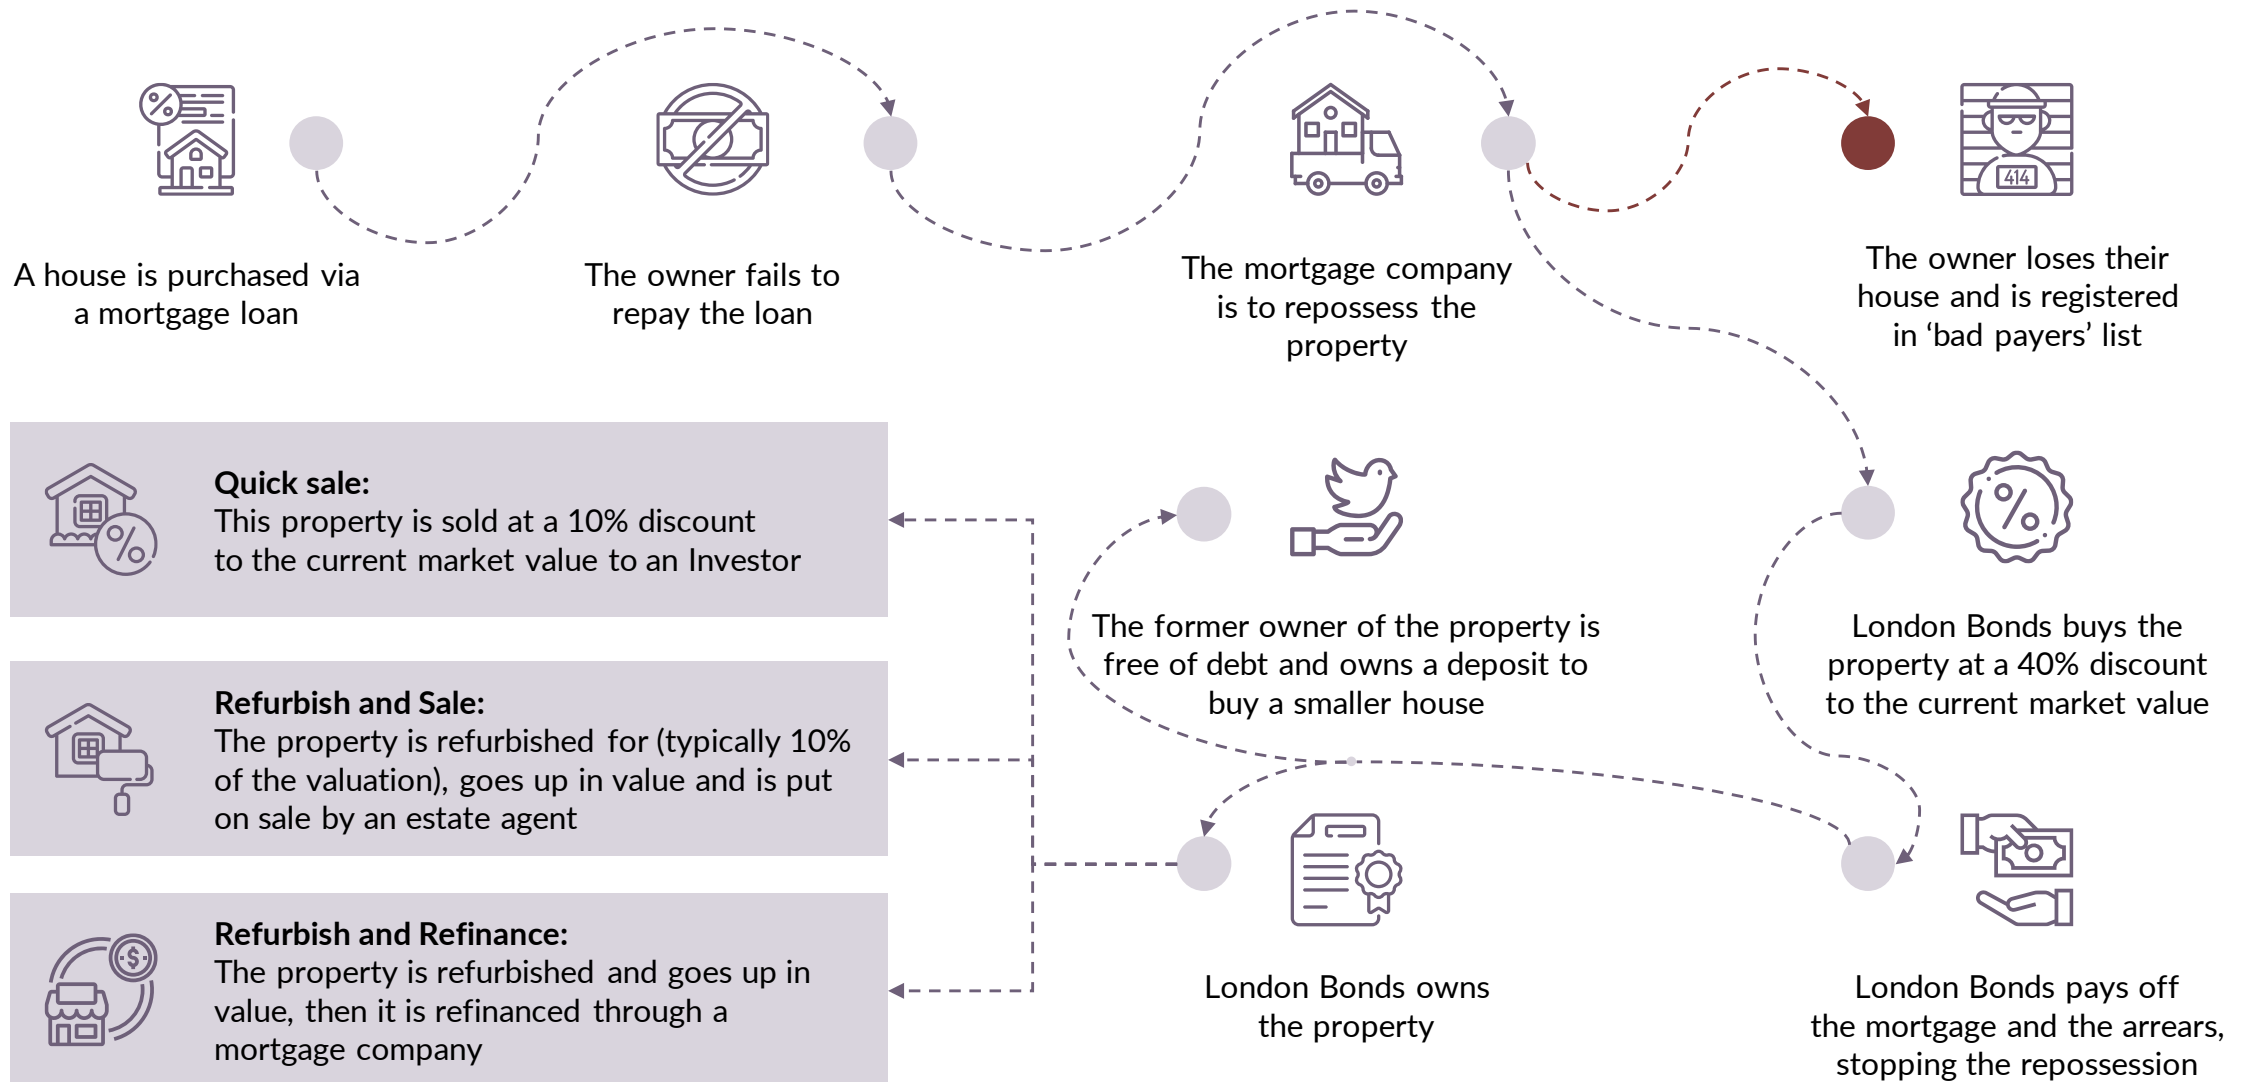 A house is purchased via
a mortgage loan
The owner fails to
repay the loan
The mortgage company
is to repossess the
property
414
The owner loses their
house and is registered
in ‘bad payers’ list
Quick sale:
This property is sold at a 10% discount
to the current market value to an Investor
The former owner of the property is
free of debt and owns a deposit to
buy a smaller house
London Bonds buys the
property at a 40% discount
to the current market value
Refurbish and Sale:
The property is refurbished for (typically 10%
of the valuation), goes up in value and is put
on sale by an estate agent
$
Refurbish and Refinance:
The property is refurbished and goes up in
value, then it is refinanced through a
mortgage company
London Bonds owns
the property
London Bonds pays off
the mortgage and the arrears,
stopping the repossession